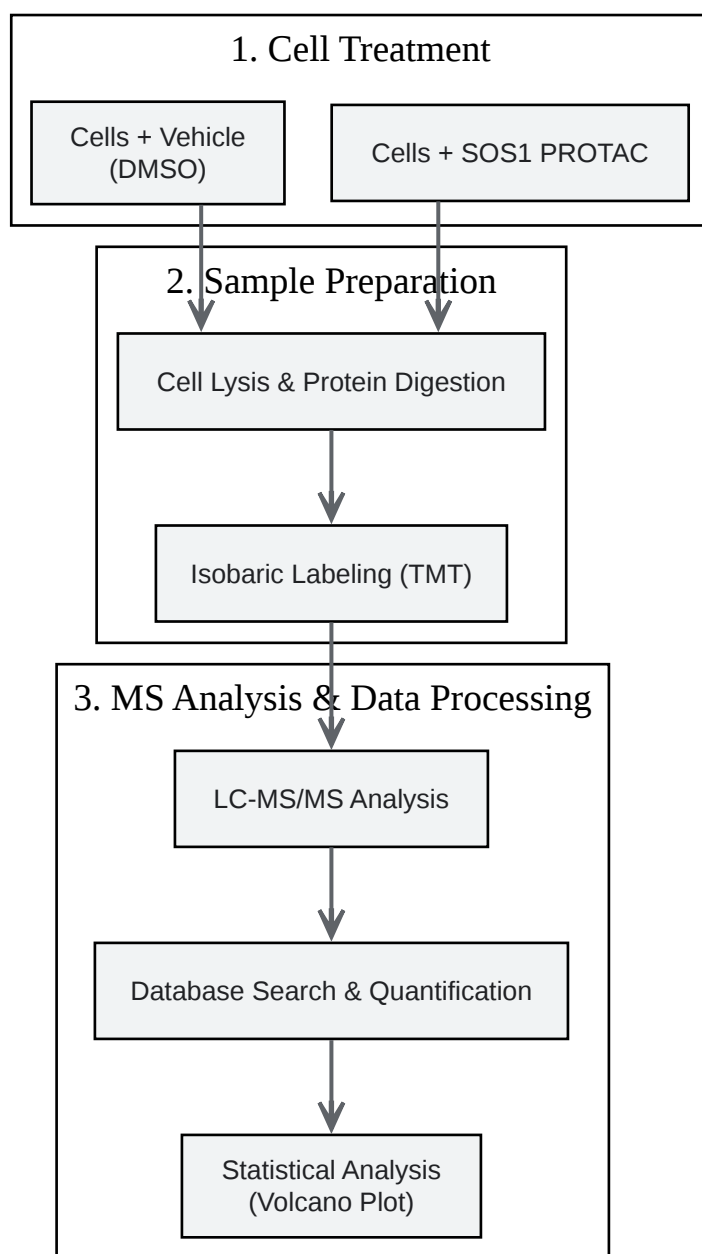 1. Cell Treatment
Cells + Vehicle
(DMSO)
Cells + SOS1 PROTAC
2. Sample Preparation
Cell Lysis & Protein Digestion
Isobaric Labeling (TMT)
3. MS Analysis & Data Processing
LC-MS/MS Analysis
Database Search & Quantification
Statistical Analysis
(Volcano Plot)